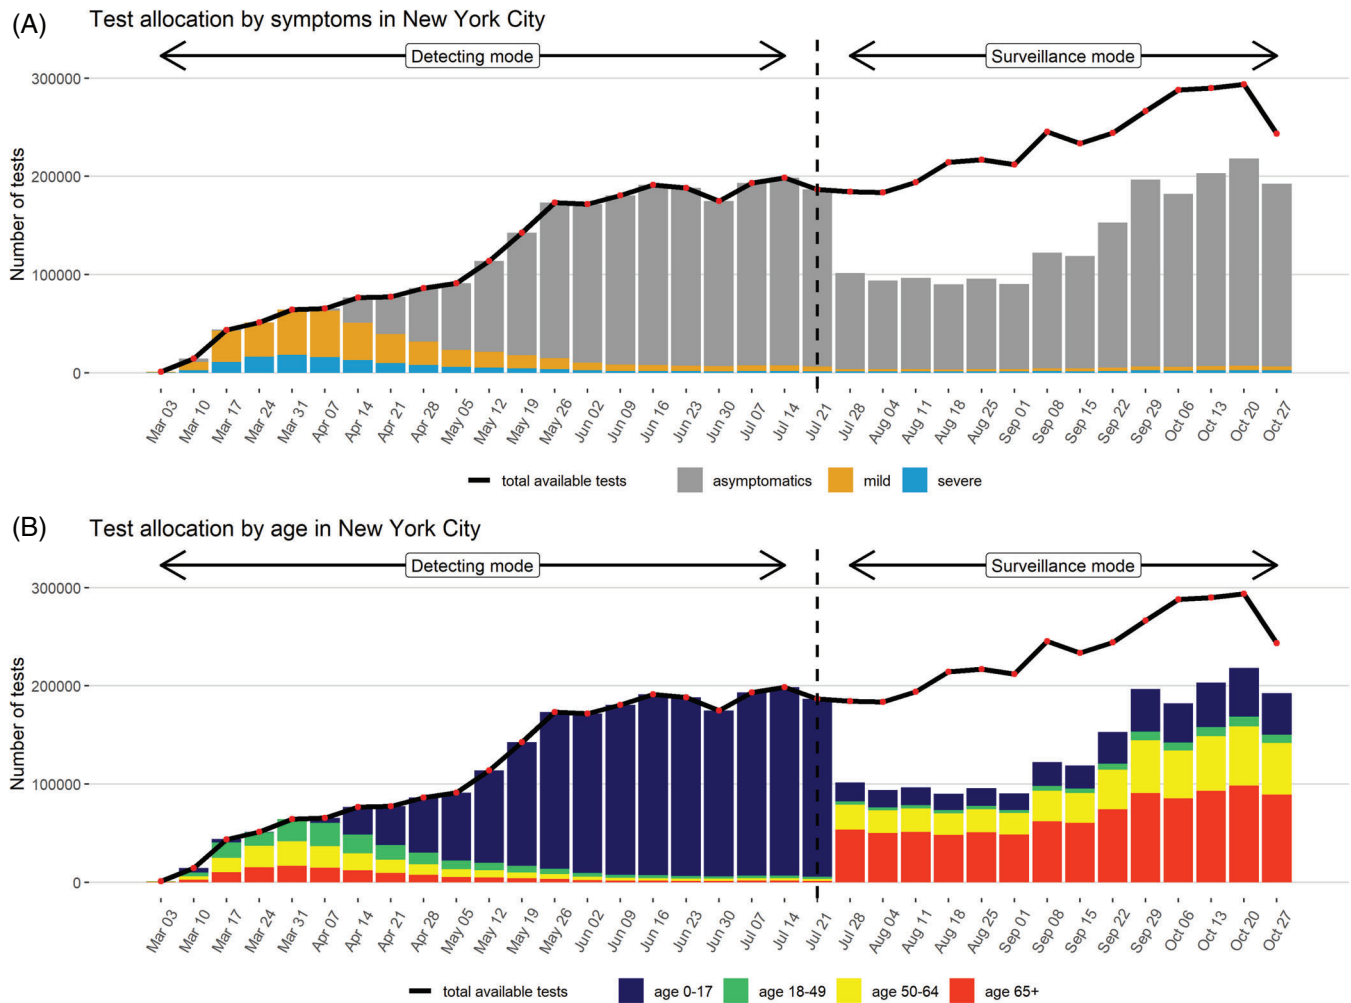 (A)
Test allocation by symptoms in New York City
Detecting mode
Surveillance mode
Number of tests
300000
200000
100000
0
Mar 03
Mar 10
Mar 17
Mar 24
Mar 31
Apr 07
Apr 14
Apr 21
Apr 28
May 05
May 12
May 19
May 26
Jun 02
Jun 09
Jun 16
Jun 23
Jun 30
Jul 07
Jul 14
Jul 21
Jul 28
Aug 04
Aug 11
Aug 18
Aug 25
Sep 01
Sep 08
Sep 15
Sep 22
Sep 29
Oct 06
Oct 13
Oct 20
Oct 27
total available tests
asymptomatics
mild
severe
(B)
Test allocation by age in New York City
Detecting mode
Surveillance mode
Number of tests
300000
200000
100000
0
Mar 03
Mar 10
Mar 17
Mar 24
Mar 31
Apr 07
Apr 14
Apr 21
Apr 28
May 05
May 12
May 19
May 26
Jun 02
Jun 09
Jun 16
Jun 23
Jun 30
Jul 07
Jul 14
Jul 21
Jul 28
Aug 04
Aug 11
Aug 18
Aug 25
Sep 01
Sep 08
Sep 15
Sep 22
Sep 29
Oct 06
Oct 13
Oct 20
Oct 27
total available tests
age 0-17
age 18-49
age 50-64
age 65+